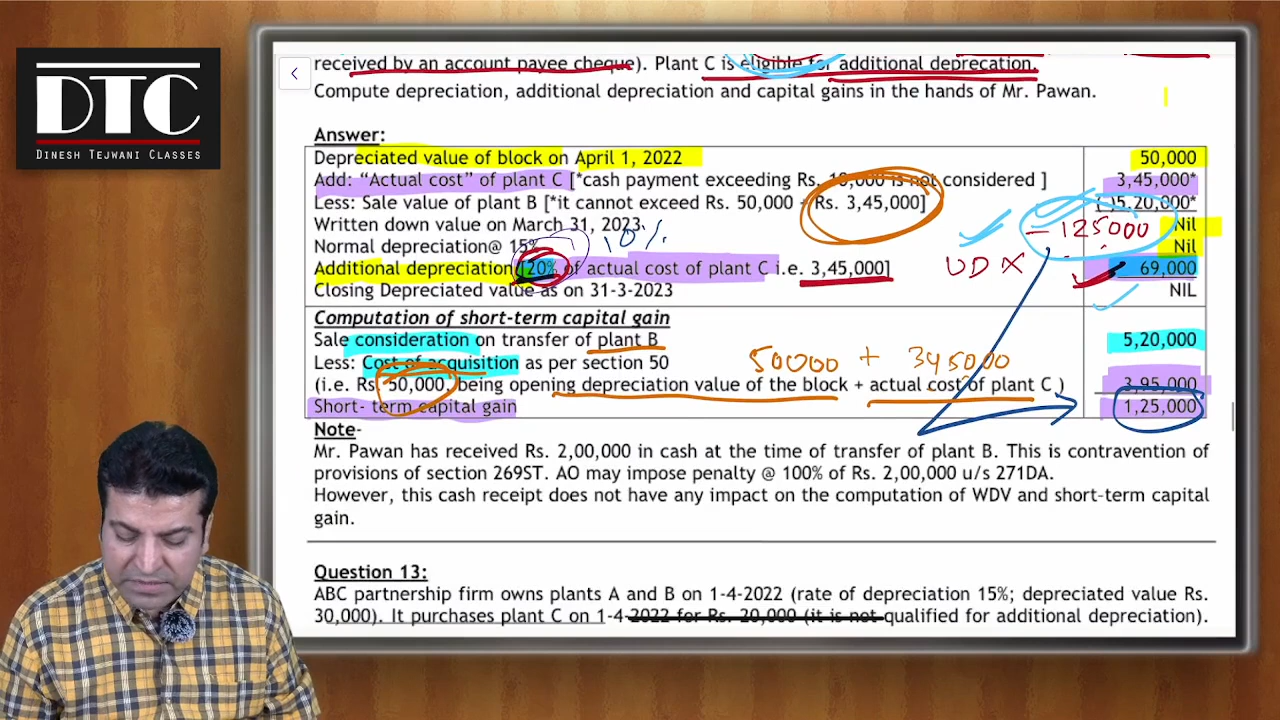 DTC
DINESH TEJWANI CLASSES
received by an account payee cheque). Plant C is eligible for additional deprecation.
Compute depreciation, additional depreciation and capital gains in the hands of Mr. Pawan.
Answer:
Depreciated value of block on April 1, 2022 50,000
Add: “Actual cost” of plant C [*cash payment exceeding Rs. 10,000 is not considered ] 3,45,000*
Less: Sale value of plant B [*it cannot exceed Rs. 50,000 + Rs. 3,45,000] (-)5,20,000*
Written down value on March 31, 2023. Nil
- 125000
Normal depreciation@ 15% Nil
10%
Additional depreciation [20% of actual cost of plant C i.e. 3,45,000] 69,000
UD X
Closing Depreciated value as on 31-3-2023 NIL
Computation of short-term capital gain
Sale consideration on transfer of plant B 5,20,000
Less: Cost of acquisition as per section 50
50000 + 345000
(i.e. Rs. 50,000, being opening depreciation value of the block + actual cost of plant C ) 3,95,000
Short- term capital gain 1,25,000
Note-
Mr. Pawan has received Rs. 2,00,000 in cash at the time of transfer of plant B. This is contravention of
provisions of section 269ST. AO may impose penalty @ 100% of Rs. 2,00,000 u/s 271DA.
However, this cash receipt does not have any impact on the computation of WDV and short-term capital
gain.
Question 13:
ABC partnership firm owns plants A and B on 1-4-2022 (rate of depreciation 15%; depreciated value Rs.
30,000). It purchases plant C on 1-4-2022 for Rs. 20,000 (it is not qualified for additional depreciation).